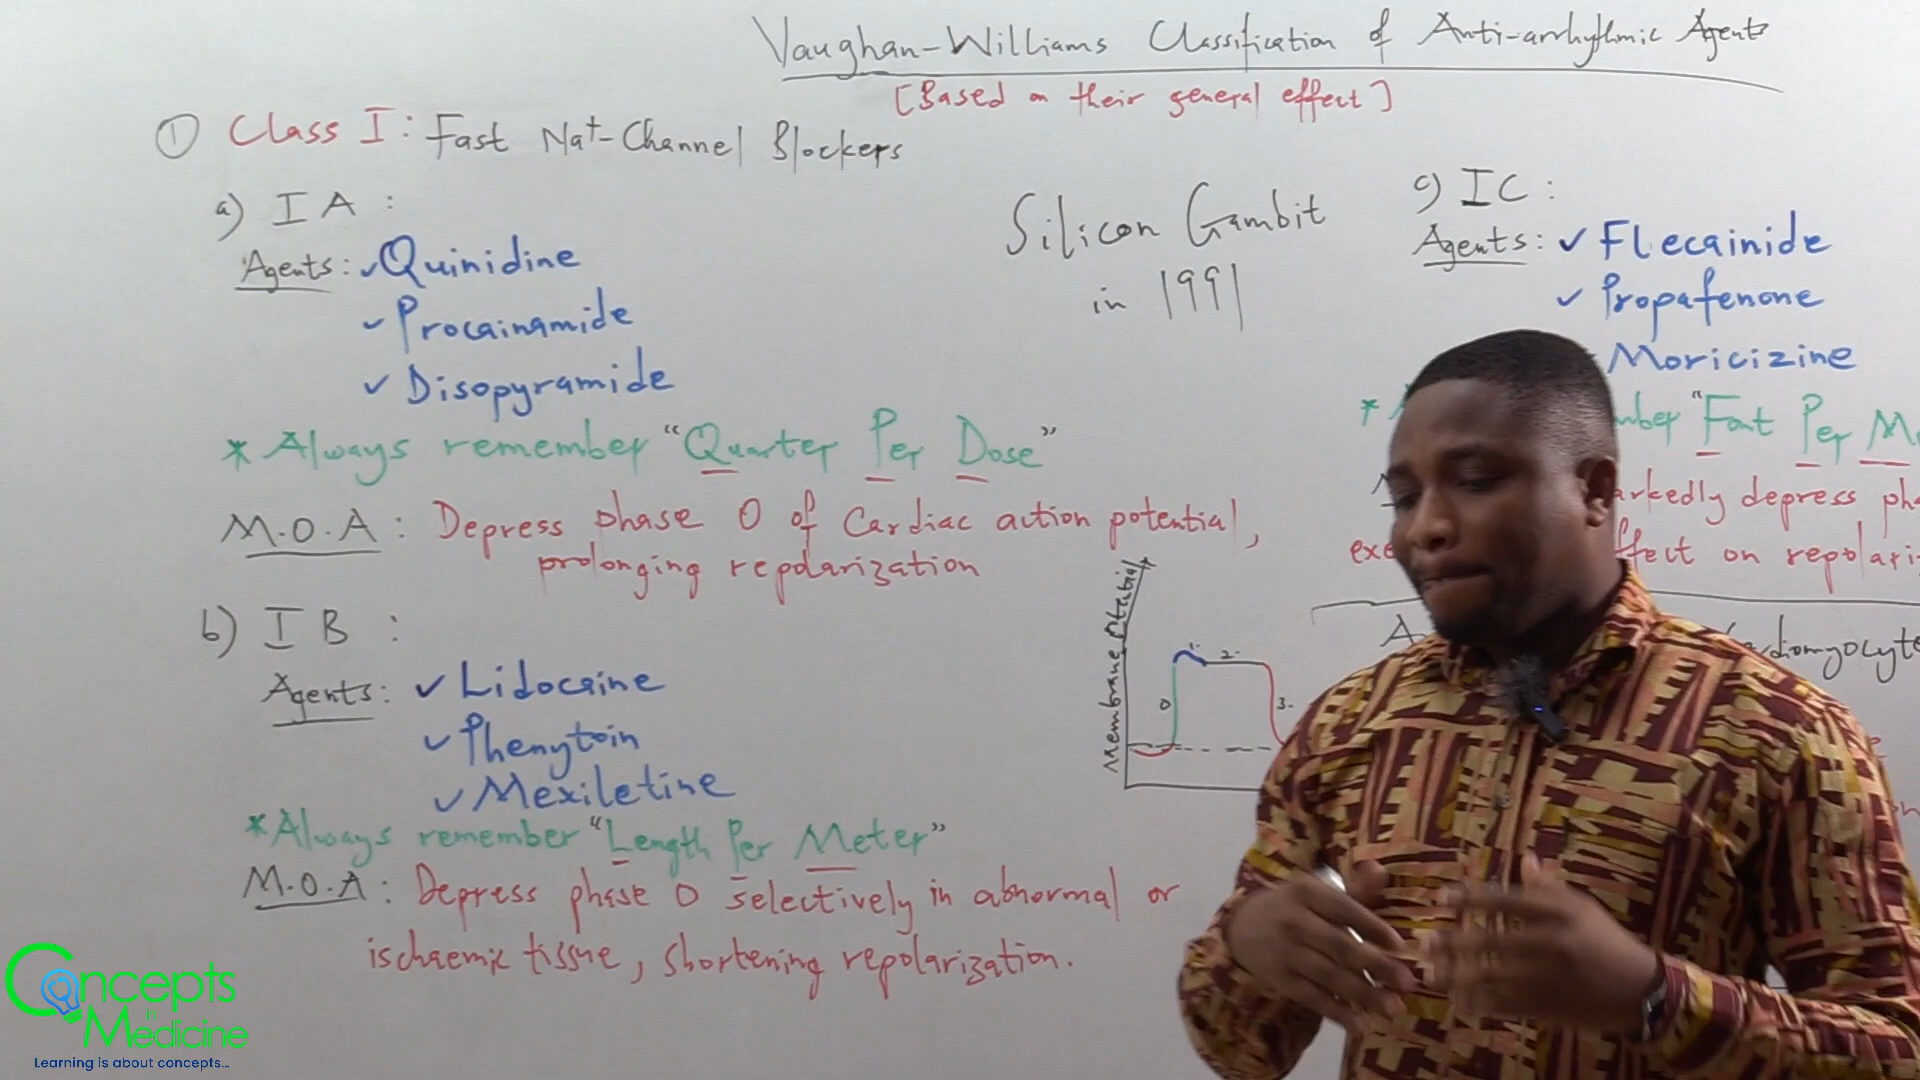 Vaughan-Williams Classification of Anti-arrhythmic Agents
[Based on their general effect]
① Class I: Fast Na+-Channel Blockers
a) IA :
Agents: ✓ Quinidine
✓ Procainamide
✓ Disopyramide
* Always remember "Quarter Per Dose"
M.O.A: Depress phase 0 of Cardiac action potential,
prolonging repolarization
b) IB :
Agents: ✓ Lidocaine
✓ Phenytoin
✓ Mexiletine
* Always remember "Length Per Meter"
M.O.A: Depress phase 0 selectively in abnormal or
ischaemic tissue, shortening repolarization.
Silicon Gambit
in 1991
c) IC :
Agents: ✓ Flecainide
✓ Propafenone
Moricizine
* "Per
depress
on
Membrane Potential
0
1.
2.
3.
Concepts
in
Medicine
Learning is about concepts...